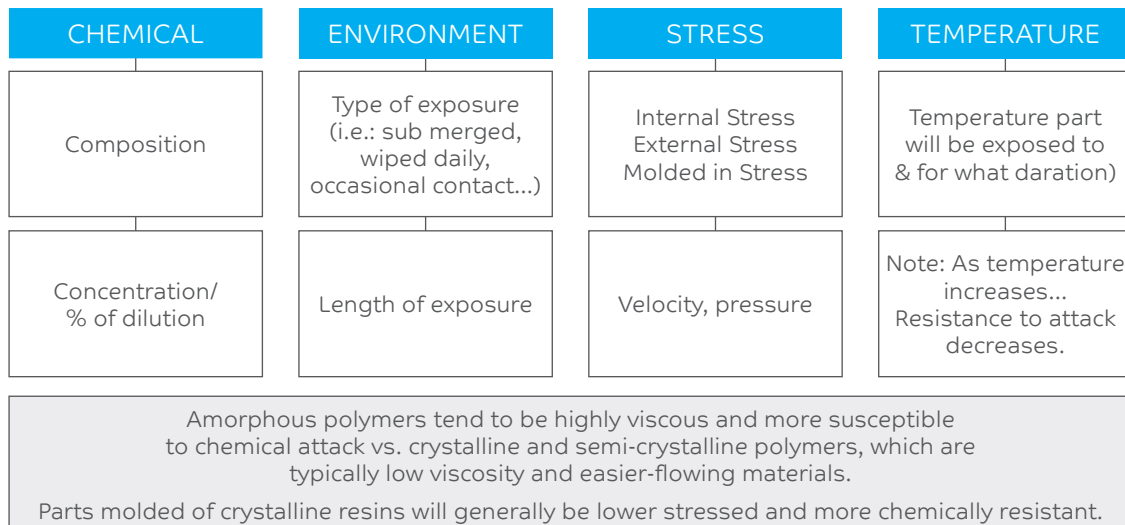 CHEMICAL
Composition
Concentration/
% of dilution
ENVIRONMENT
Type of exposure
(i.e.: sub merged,
wiped daily,
occasional contact...)
Length of exposure
STRESS
Internal Stress
External Stress
Molded in Stress
Velocity, pressure
TEMPERATURE
Temperature part
will be exposed to
& for what daration)
Note: As temperature
increases...
Resistance to attack
decreases.
Amorphous polymers tend to be highly viscous and more susceptible
to chemical attack vs. crystalline and semi-crystalline polymers, which are
typically low viscosity and easier-flowing materials.
Parts molded of crystalline resins will generally be lower stressed and more chemically resistant.